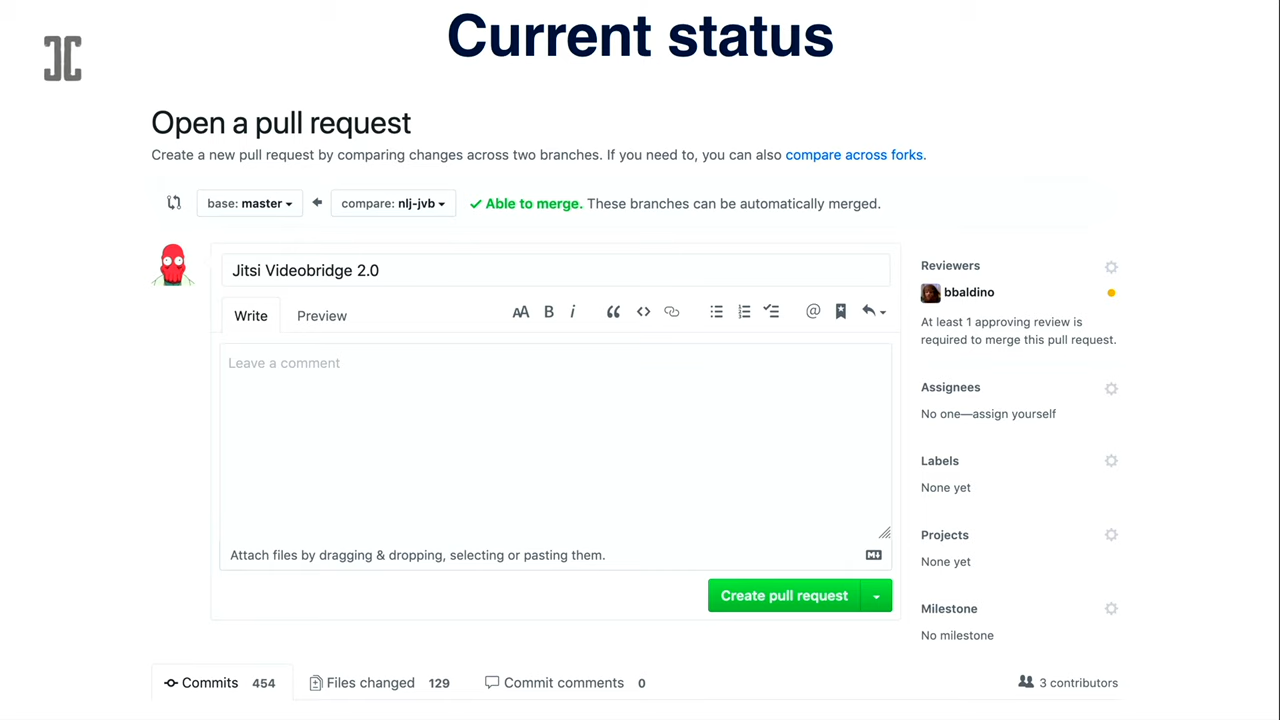 Current status
Open a pull request
Create a new pull request by comparing changes across two branches. If you need to, you can also compare across forks.
base: master compare: nlj-jvb Able to merge. These branches can be automatically merged.
Jitsi Videobridge 2.0
Write Preview
Leave a comment
Attach files by dragging & dropping, selecting or pasting them.
Create pull request
Reviewers
bbaldino
At least 1 approving review is
required to merge this pull request.
Assignees
No one—assign yourself
Labels
None yet
Projects
None yet
Milestone
No milestone
Commits 454 Files changed 129 Commit comments 0 3 contributors